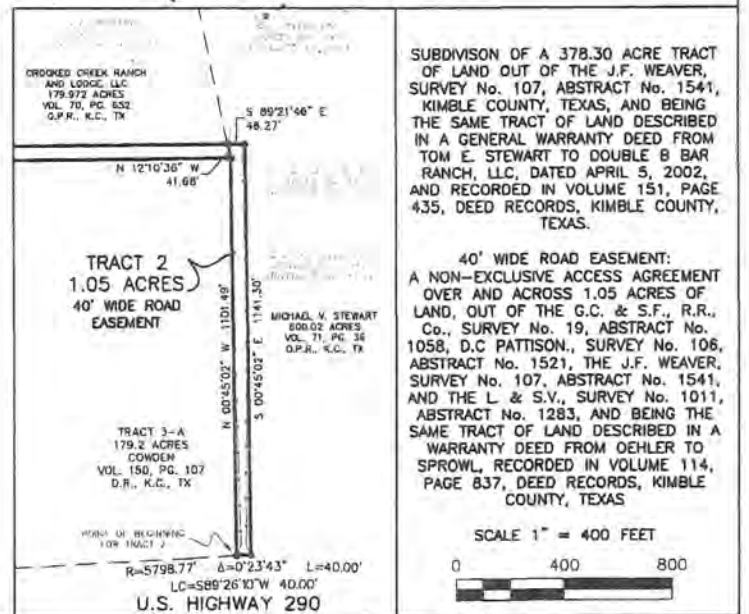 CROOKED CREEK RANCH
AND LODGE, LLC
179.972 ACRES
VOL. 70, PG. 652
O.P.R., K.C., TX
S 89°21'46" E
48.27'
N 12°10'36" W
41.68'
TRACT 2
1.05 ACRES
40' WIDE ROAD
EASEMENT
N 00°45'02" W 1101.49'
S 00°45'02" E 1141.30'
MICHAEL V. STEWART
600.02 ACRES
VOL. 71, PG. 36
O.P.R., K.C., TX
TRACT 3-A
179.2 ACRES
COWDEN
VOL. 150, PG. 107
D.R., K.C., TX
POINT OF BEGINNING
FOR TRACT 2
R=5798.77' Δ=0°23'43" L=40.00'
LC=S89°26'10"W 40.00'
U.S. HIGHWAY 290
SUBDIVISON OF A 378.30 ACRE TRACT
OF LAND OUT OF THE J.F. WEAVER,
SURVEY No. 107, ABSTRACT No. 1541,
KIMBLE COUNTY, TEXAS, AND BEING
THE SAME TRACT OF LAND DESCRIBED
IN A GENERAL WARRANTY DEED FROM
TOM E. STEWART TO DOUBLE B BAR
RANCH, LLC, DATED APRIL 5, 2002,
AND RECORDED IN VOLUME 151, PAGE
435, DEED RECORDS, KIMBLE COUNTY,
TEXAS.
40' WIDE ROAD EASEMENT:
A NON-EXCLUSIVE ACCESS AGREEMENT
OVER AND ACROSS 1.05 ACRES OF
LAND, OUT OF THE G.C. & S.F., R.R.,
Co., SURVEY No. 19, ABSTRACT No.
1058, D.C PATTISON., SURVEY No. 106,
ABSTRACT No. 1521, THE J.F. WEAVER,
SURVEY No. 107, ABSTRACT No. 1541,
AND THE L & S.V., SURVEY No. 1011,
ABSTRACT No. 1283, AND BEING THE
SAME TRACT OF LAND DESCRIBED IN A
WARRANTY DEED FROM OEHLER TO
SPROWL, RECORDED IN VOLUME 114,
PAGE 837, DEED RECORDS, KIMBLE
COUNTY, TEXAS
SCALE 1" = 400 FEET
0 400 800